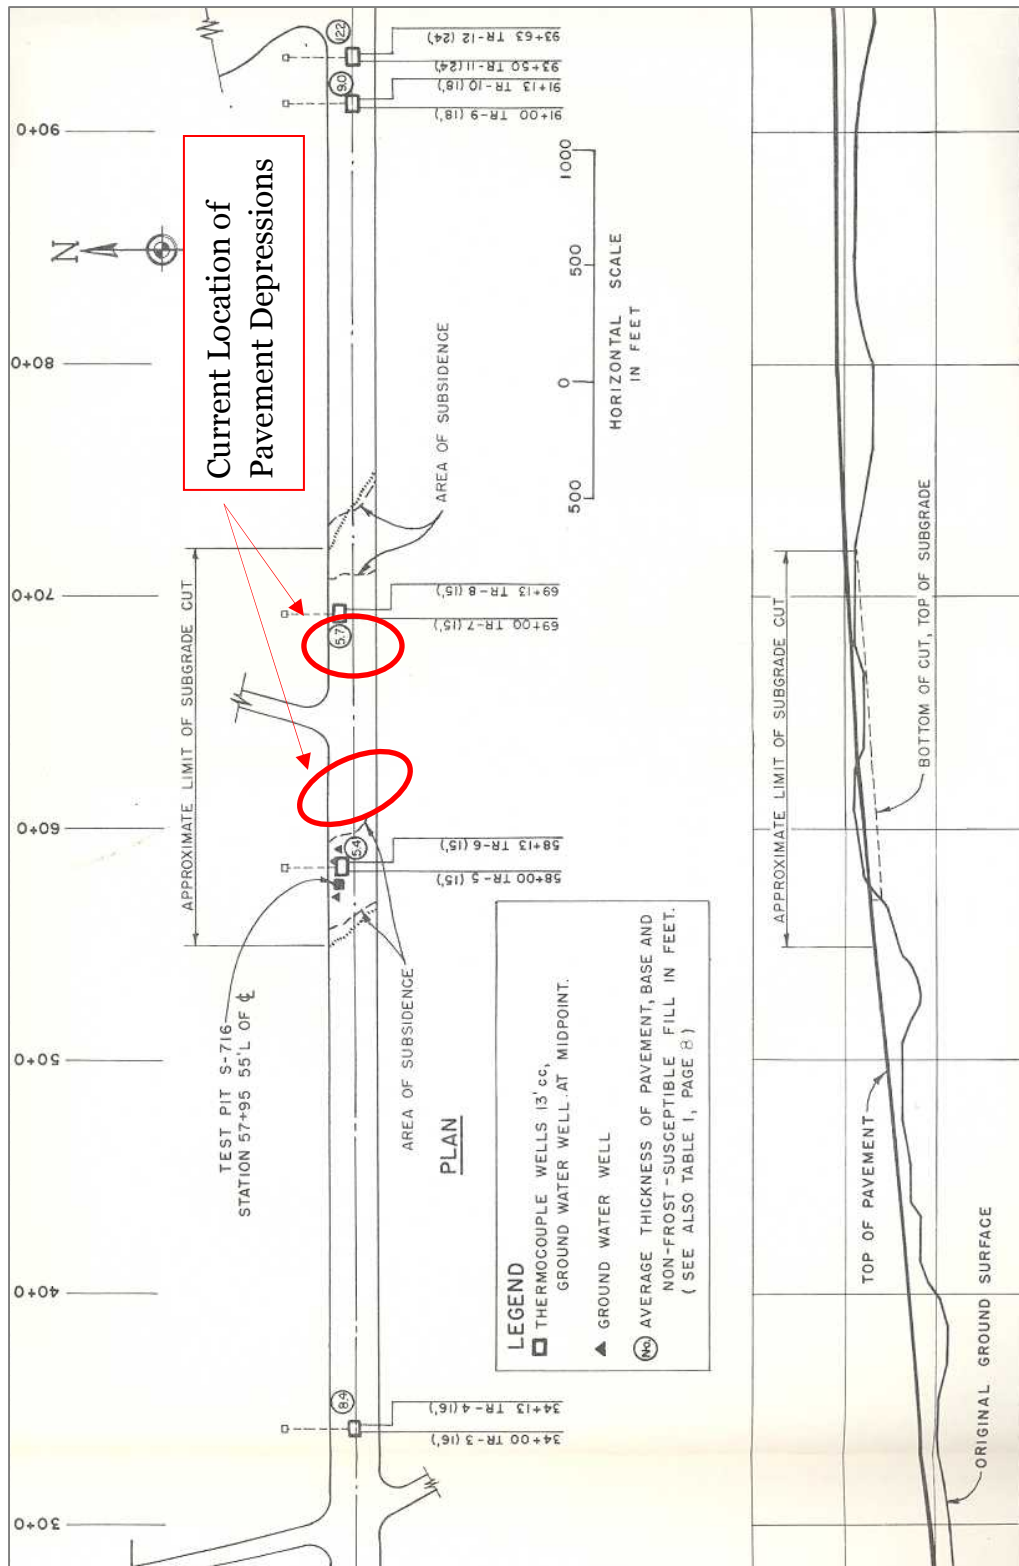 Current Location of
Pavement Depressions
N
0+06
0+08
0+02
60+0
50+0
40+0
30+0
12.2
93+63 TR-12 (24')
93+50 TR-11 (24')
9.0
91+13 TR-10 (18')
91+00 TR-9 (18')
500
0
500
1000
HORIZONTAL SCALE
IN FEET
AREA OF SUBSIDENCE
APPROXIMATE LIMIT OF SUBGRADE CUT
5.7
69+13 TR-8 (15')
69+00 TR-7 (15')
5.4
58+13 TR-6 (15')
58+00 TR-5 (15')
TEST PIT S-716
STATION 57+95 55'L OF ℄
AREA OF SUBSIDENCE
PLAN
8.4
34+13 TR-4 (16')
34+00 TR-3 (16')
LEGEND
THERMOCOUPLE WELLS 13'cc,
GROUND WATER WELL AT MIDPOINT.
GROUND WATER WELL
No. AVERAGE THICKNESS OF PAVEMENT, BASE AND
NON-FROST-SUSCEPTIBLE FILL IN FEET.
(SEE ALSO TABLE 1, PAGE 8)
APPROXIMATE LIMIT OF SUBGRADE CUT
BOTTOM OF CUT, TOP OF SUBGRADE
TOP OF PAVEMENT
ORIGINAL GROUND SURFACE